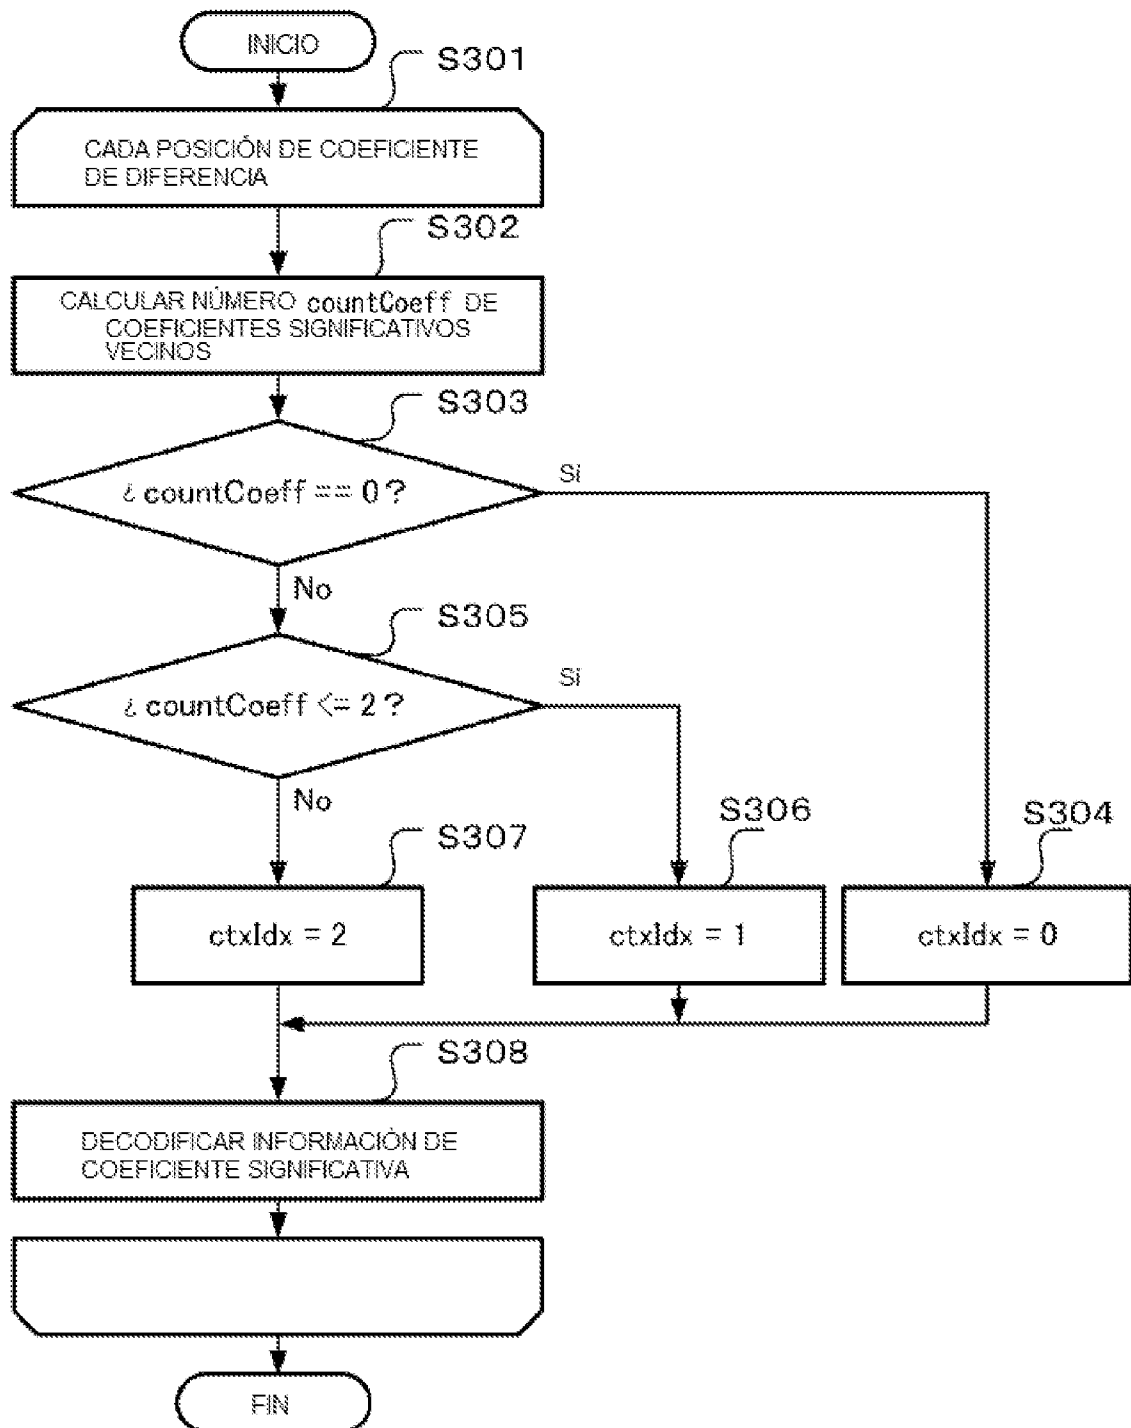 INICIO
S301
CADA POSICIÓN DE COEFICIENTE
DE DIFERENCIA
S302
CALCULAR NÚMERO countCoeff DE
COEFICIENTES SIGNIFICATIVOS
VECINOS
S303
¿ countCoeff == 0 ?
Si
No
S305
¿ countCoeff <= 2 ?
Si
No
S307
S306
S304
ctxIdx = 2
ctxIdx = 1
ctxIdx = 0
S308
DECODIFICAR INFORMACIÓN DE
COEFICIENTE SIGNIFICATIVA
FIN